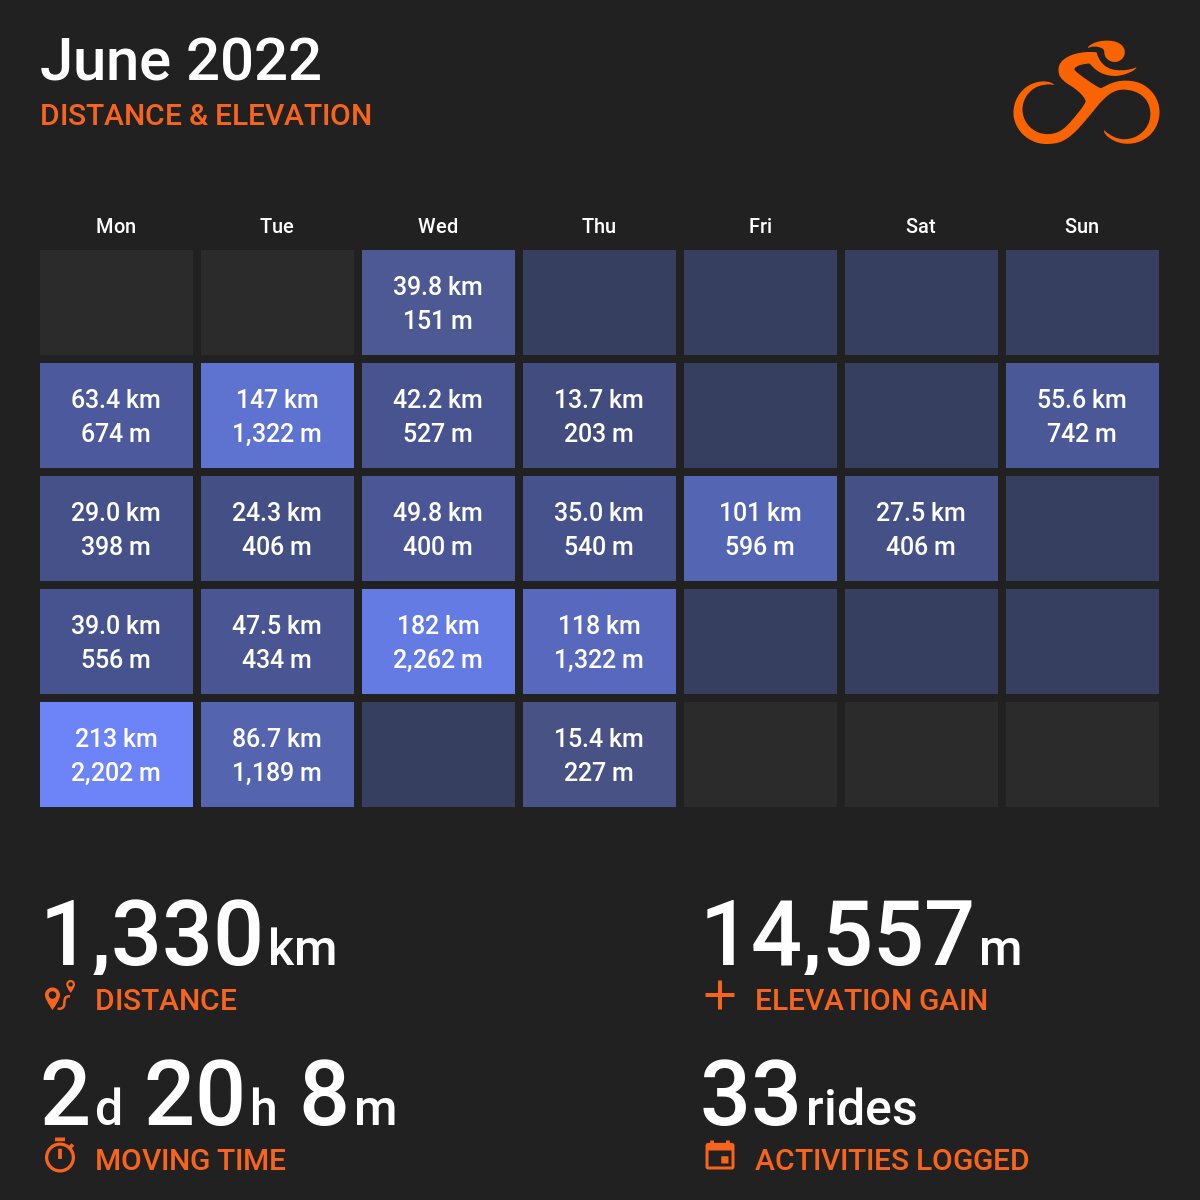 June 2022
DISTANCE & ELEVATION
Mon Tue Wed Thu Fri Sat Sun
39.8 km
151 m
63.4 km 147 km 42.2 km 13.7 km 55.6 km
674 m 1,322 m 527 m 203 m 742 m
29.0 km 24.3 km 49.8 km 35.0 km 101 km 27.5 km
398 m 406 m 400 m 540 m 596 m 406 m
39.0 km 47.5 km 182 km 118 km
556 m 434 m 2,262 m 1,322 m
213 km 86.7 km 15.4 km
2,202 m 1,189 m 227 m
1,330 km 14,557 m
DISTANCE ELEVATION GAIN
2d 20h 8m 33 rides
MOVING TIME ACTIVITIES LOGGED